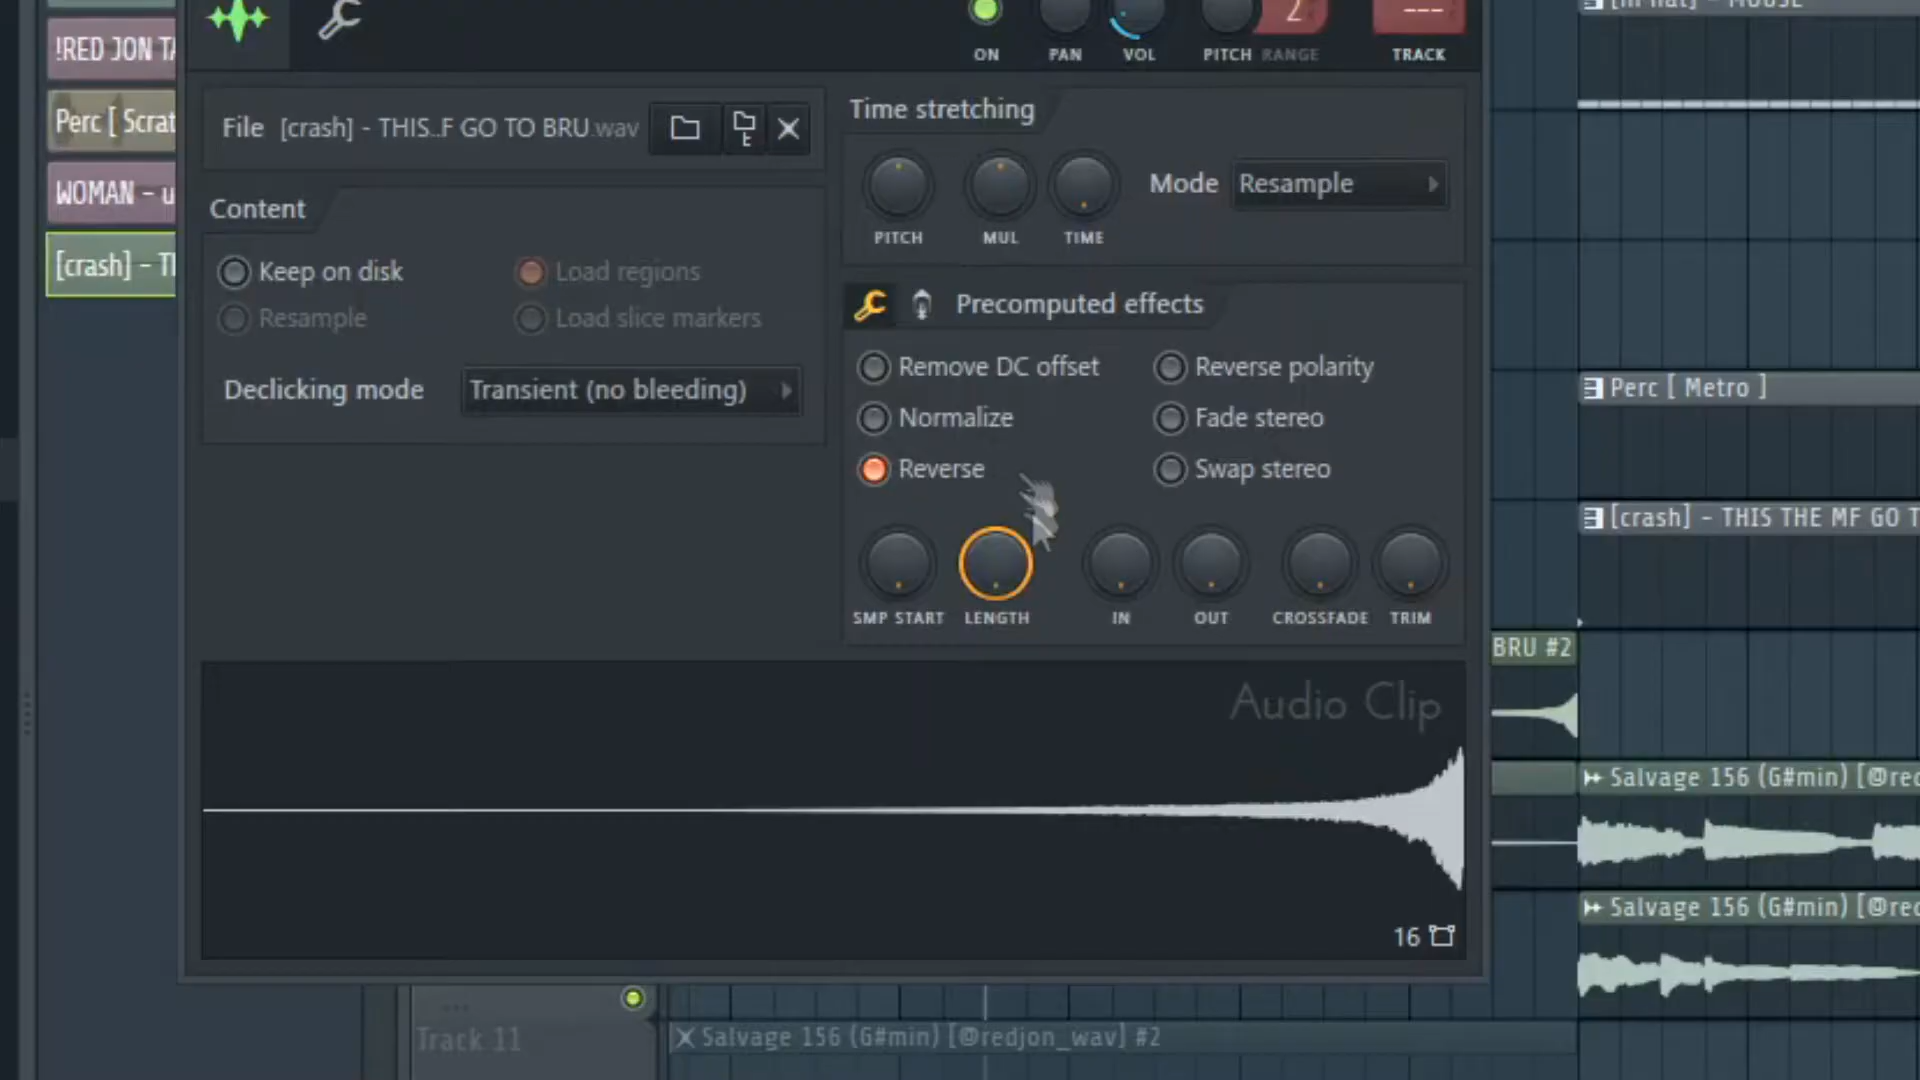 !RED JON TA
Perc [ Scrat
WOMAN - u
[crash] - T
ON
PAN
VOL
PITCH
RANGE
2
---
TRACK
File
[crash] - THIS..F GO TO BRU.wav
Content
Keep on disk
Load regions
Resample
Load slice markers
Declicking mode
Transient (no bleeding)
Time stretching
PITCH
MUL
TIME
Mode
Resample
Precomputed effects
Remove DC offset
Reverse polarity
Normalize
Fade stereo
Reverse
Swap stereo
SMP START
LENGTH
IN
OUT
CROSSFADE
TRIM
Audio Clip
16
Perc [ Metro ]
[crash] - THIS THE MF GO T
BRU #2
Salvage 156 (G#min) [@red
Salvage 156 (G#min) [@red
Track 11
Salvage 156 (G#min) [@redjon_wav] #2